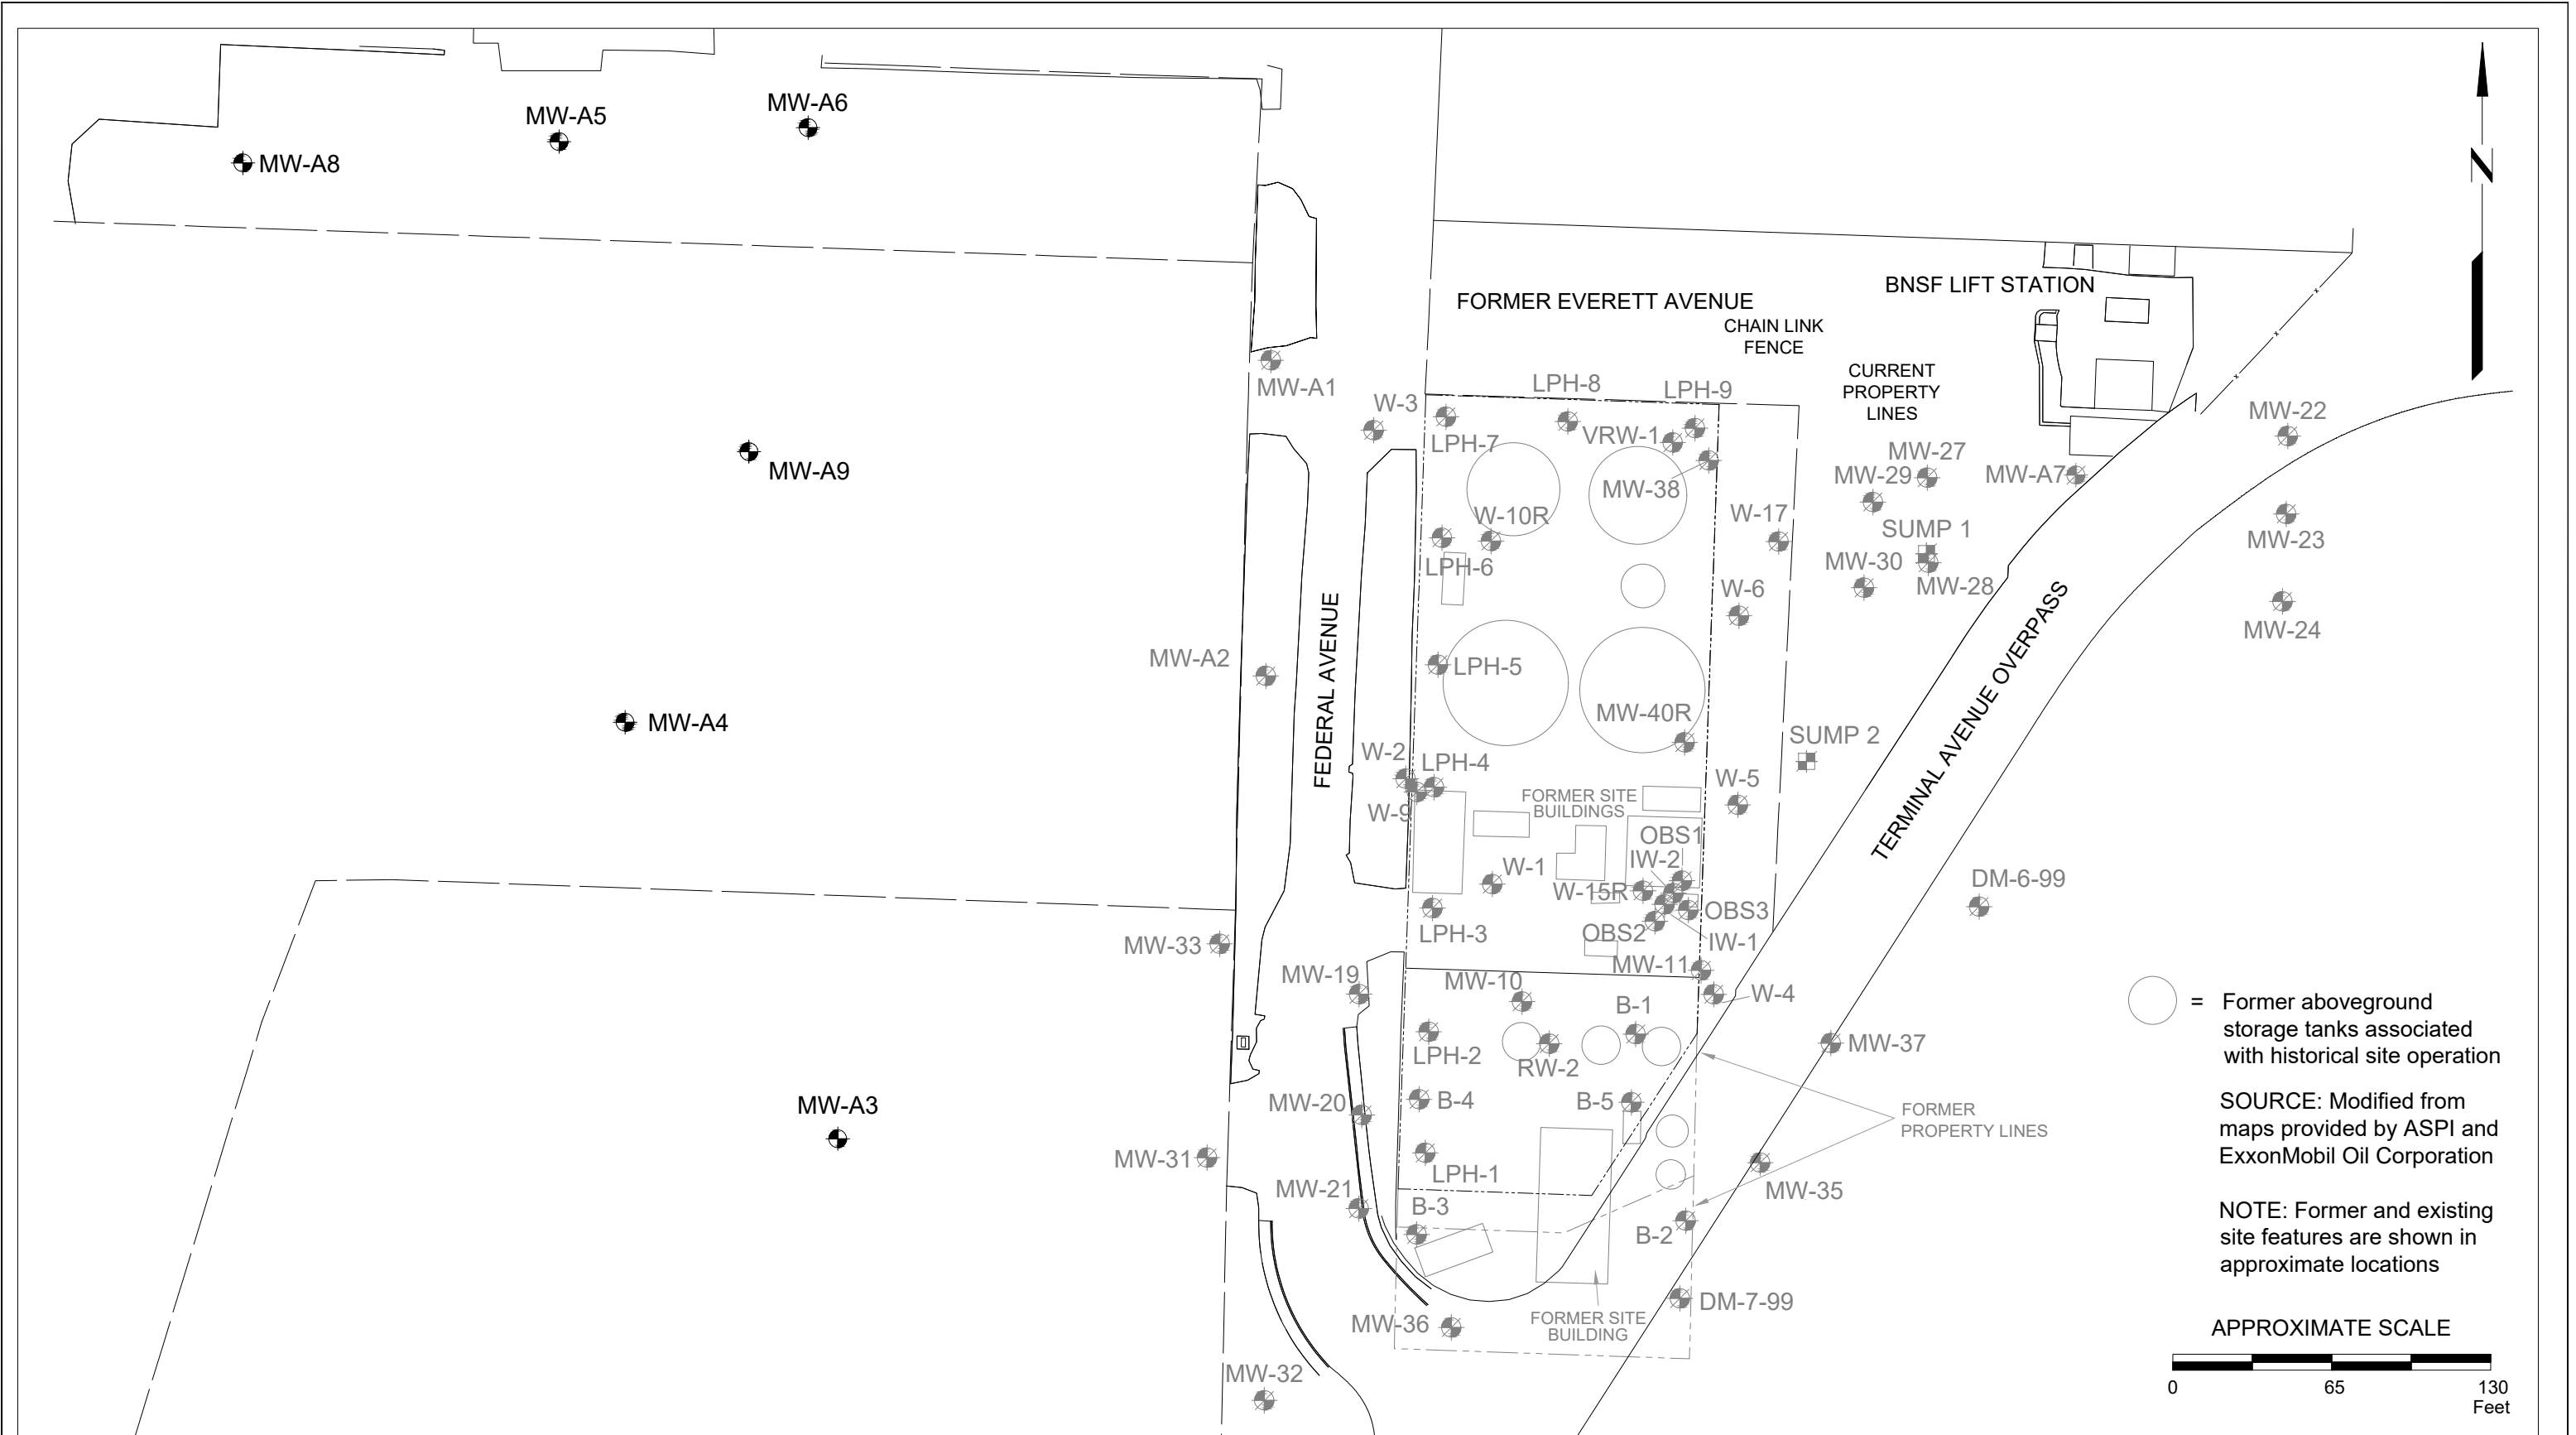 MW-A6
MW-A5
MW-A8
N
BNSF LIFT STATION
FORMER EVERETT AVENUE
CHAIN LINK
FENCE
CURRENT
PROPERTY
LINES
MW-A1
W-3
LPH-8
LPH-9
LPH-7
VRW-1
MW-38
MW-22
MW-27
MW-29
MW-A7
MW-A9
W-10R
W-17
SUMP 1
MW-23
LPH-6
MW-30
MW-28
W-6
MW-24
MW-A2
LPH-5
FEDERAL AVENUE
TERMINAL AVENUE OVERPASS
MW-A4
MW-40R
SUMP 2
W-2
LPH-4
W-5
W-9
FORMER SITE
BUILDINGS
OBS1
IW-2
W-1
W-15R
DM-6-99
OBS3
LPH-3
OBS2
IW-1
MW-33
MW-11
MW-19
MW-10
W-4
B-1
LPH-2
RW-2
MW-37
= Former aboveground
storage tanks associated
with historical site operation
MW-A3
MW-20
B-4
B-5
FORMER
PROPERTY LINES
SOURCE: Modified from
maps provided by ASPI and
ExxonMobil Oil Corporation
MW-31
LPH-1
MW-35
MW-21
B-3
B-2
NOTE: Former and existing
site features are shown in
approximate locations
DM-7-99
MW-36
FORMER SITE
BUILDING
MW-32
APPROXIMATE SCALE
0 65 130
Feet